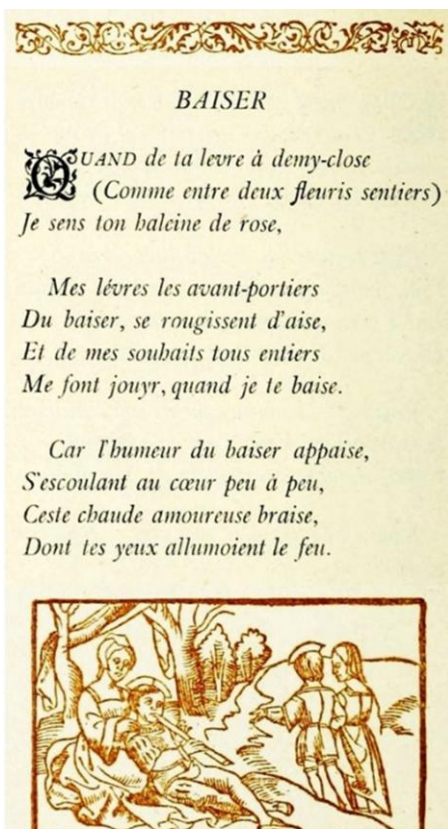 BAISER
QUAND de ta levre à demy-close
(Comme entre deux fleuris sentiers)
Je sens ton haleine de rose,
Mes lévres les avant-portiers
Du baiser, se rougissent d'aise,
Et de mes souhaits tous entiers
Me font jouyr, quand je te baise.
Car l'humeur du baiser appaise,
S'escoulant au cœur peu à peu,
Ceste chaude amoureuse braise,
Dont tes yeux allumoient le feu.